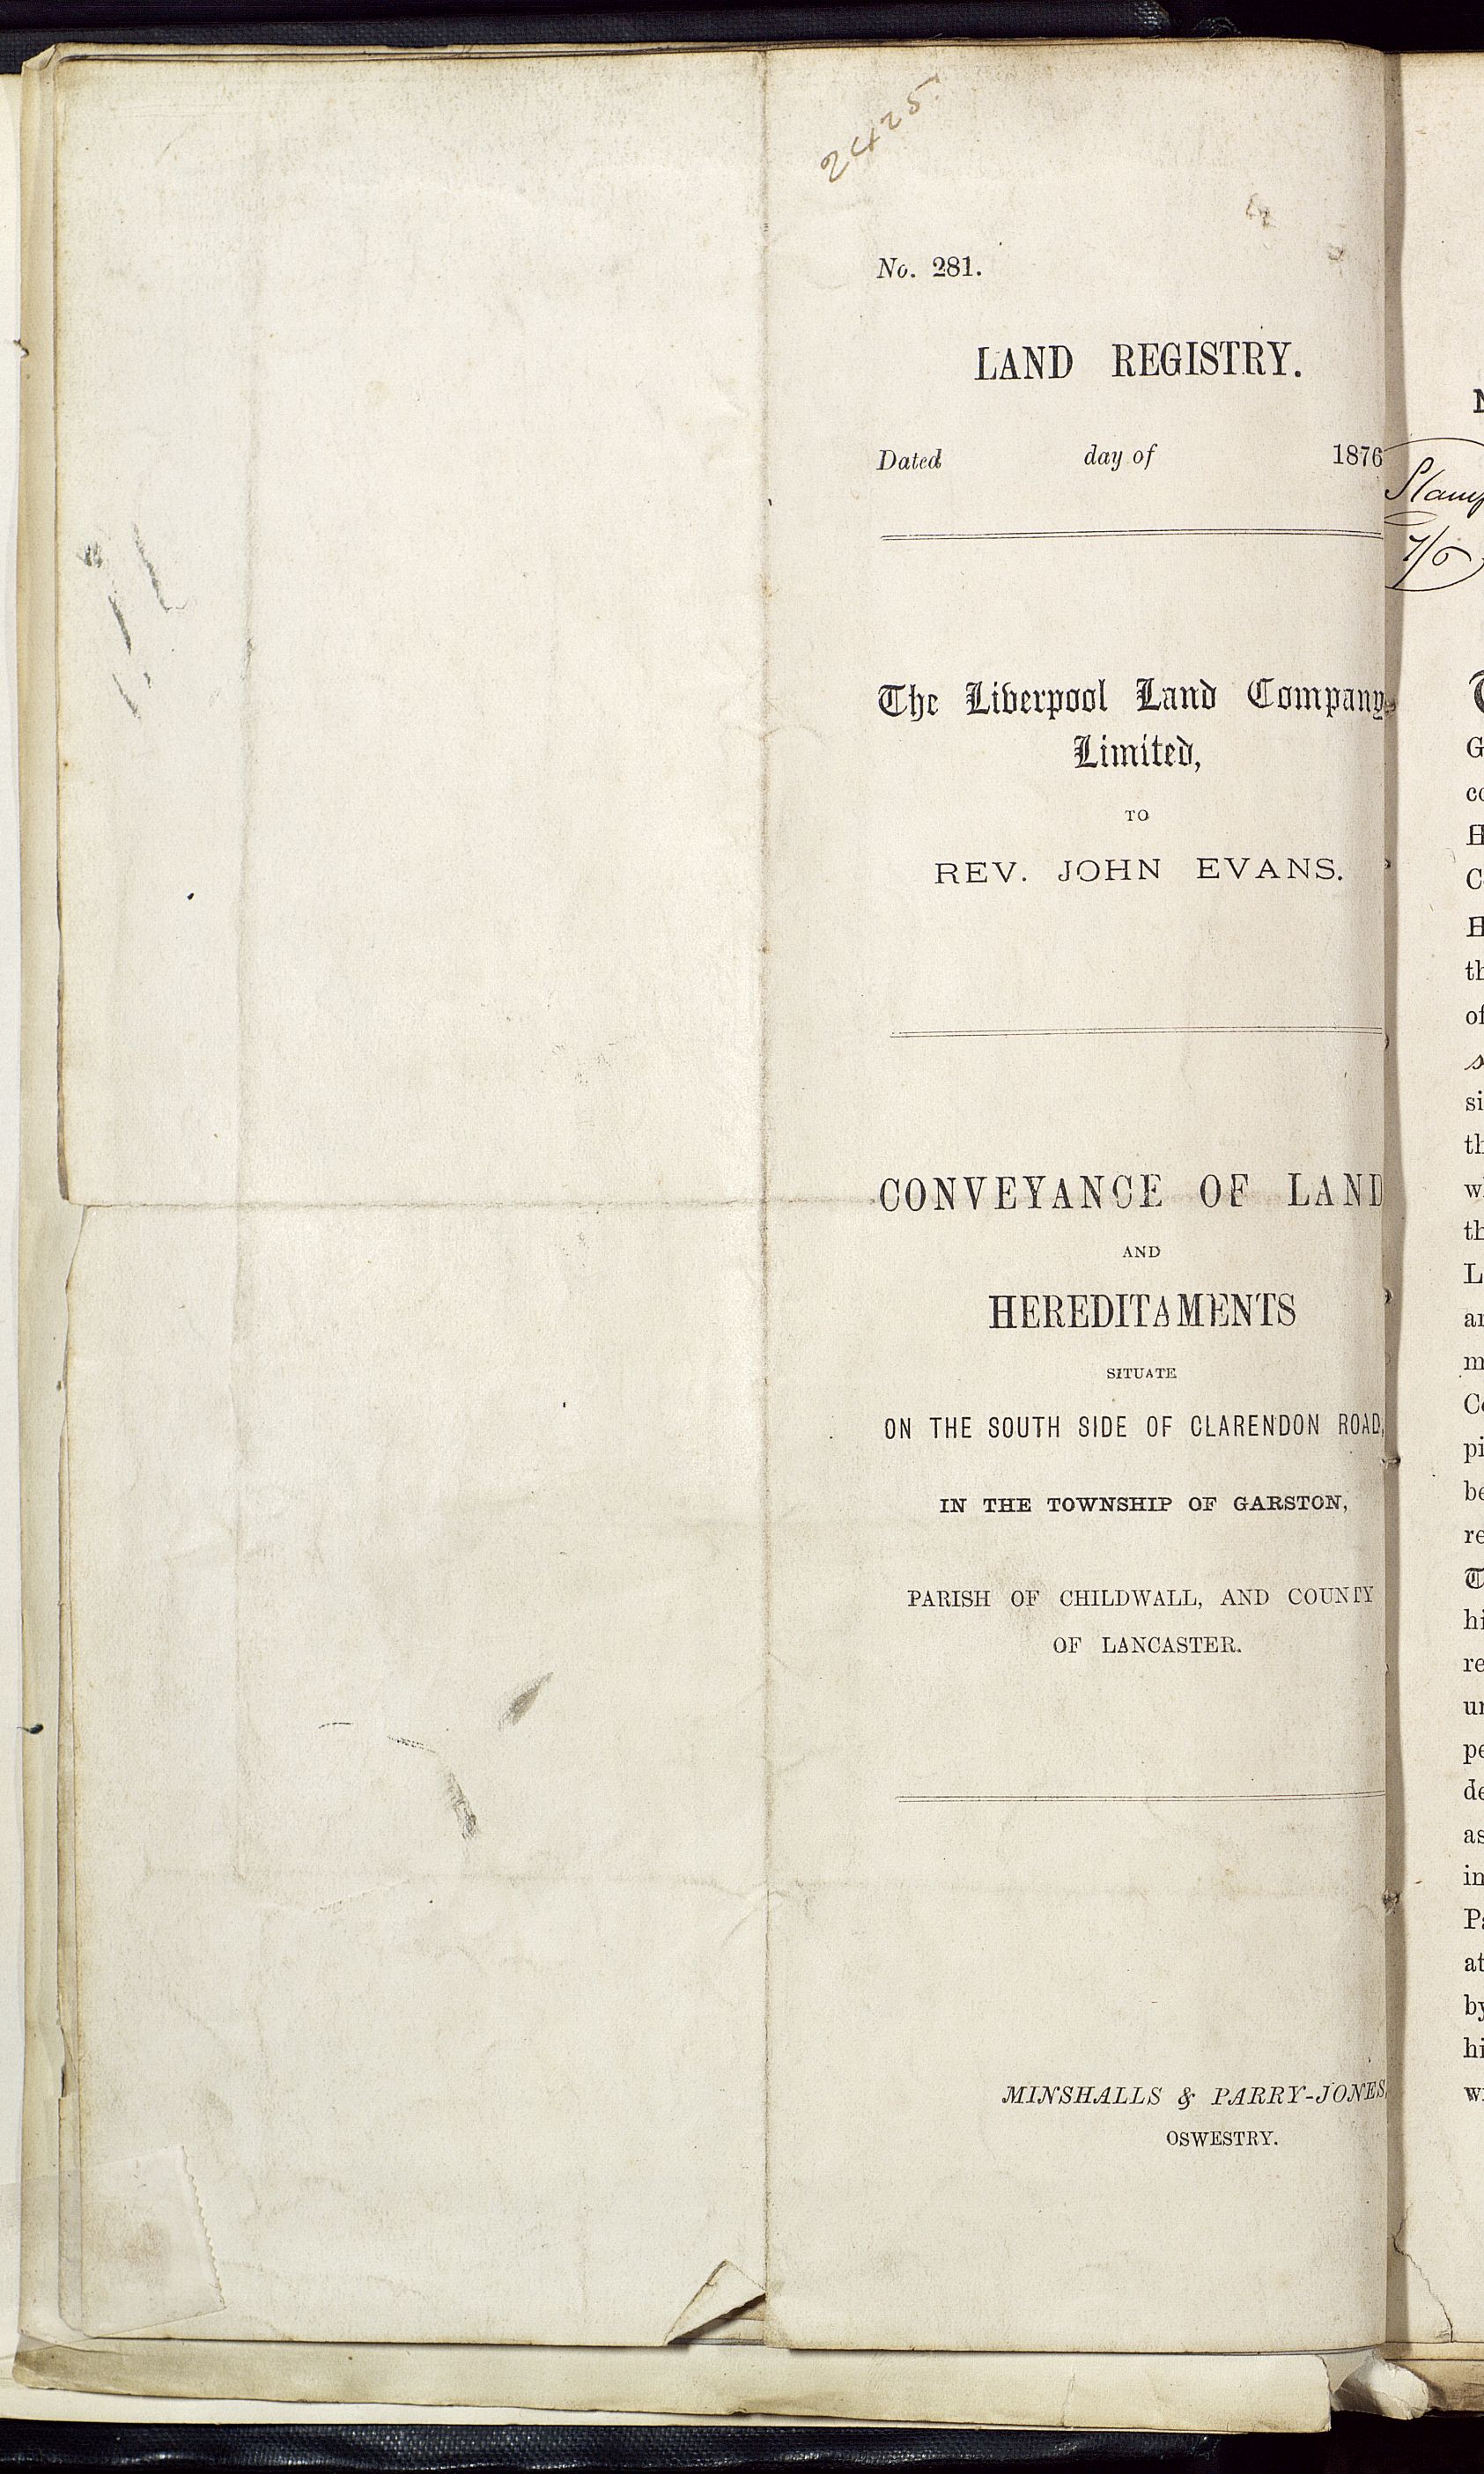 2425
No. 281.
LAND REGISTRY.
Dated day of 1876
The Liverpool Land Company
Limited,
TO
REV. JOHN EVANS.
CONVEYANCE OF LAND
AND
HEREDITAMENTS
SITUATE
ON THE SOUTH SIDE OF CLARENDON ROAD,
IN THE TOWNSHIP OF GARSTON,
PARISH OF CHILDWALL, AND COUNTY
OF LANCASTER.
MINSHALLS & PARRY-JONES,
OSWESTRY.